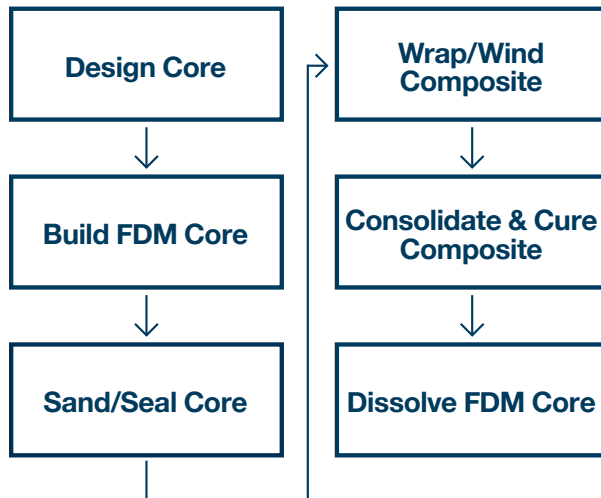 Design Core
Build FDM Core
Sand/Seal Core
Wrap/Wind
Composite
Consolidate & Cure
Composite
Dissolve FDM Core